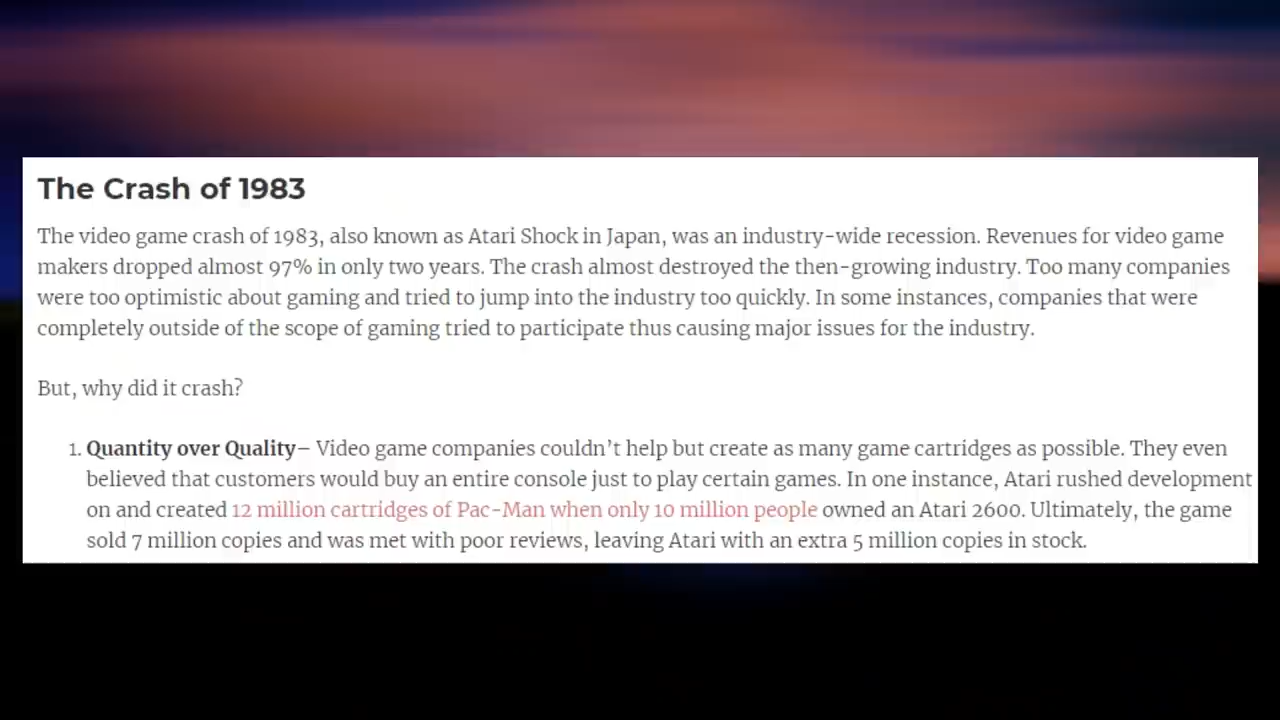 The Crash of 1983
The video game crash of 1983, also known as Atari Shock in Japan, was an industry-wide recession. Revenues for video game
makers dropped almost 97% in only two years. The crash almost destroyed the then-growing industry. Too many companies
were too optimistic about gaming and tried to jump into the industry too quickly. In some instances, companies that were
completely outside of the scope of gaming tried to participate thus causing major issues for the industry.
But, why did it crash?
1. Quantity over Quality– Video game companies couldn’t help but create as many game cartridges as possible. They even
believed that customers would buy an entire console just to play certain games. In one instance, Atari rushed development
on and created 12 million cartridges of Pac-Man when only 10 million people owned an Atari 2600. Ultimately, the game
sold 7 million copies and was met with poor reviews, leaving Atari with an extra 5 million copies in stock.